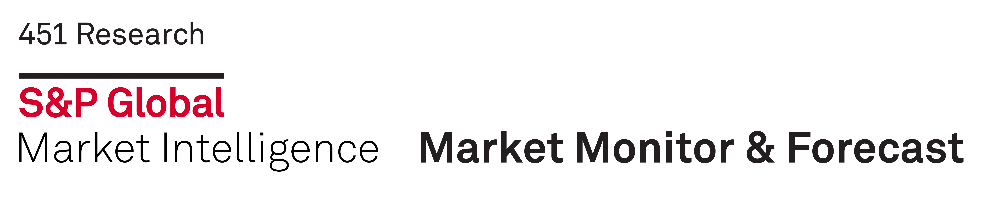 451 Research
S&P Global
Market Intelligence Market Monitor & Forecast